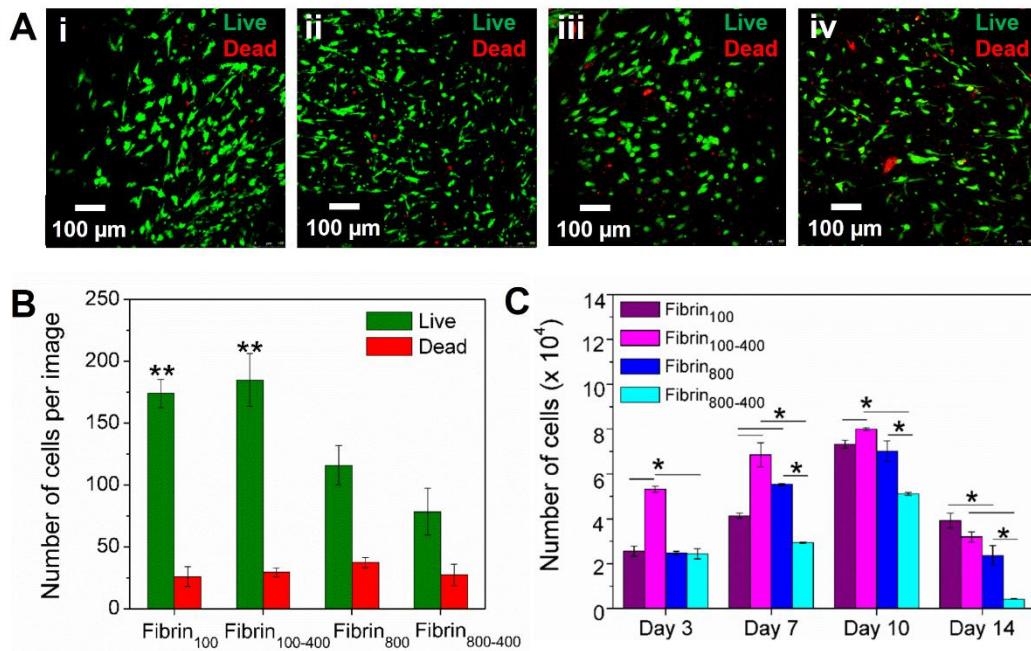 A
i
Live
Dead
100 µm
ii
Live
Dead
100 µm
iii
Live
Dead
100 µm
iv
Live
Dead
100 µm
B
Number of cells per image
250
200
150
100
50
0
Live
Dead
**
**
Fibrin100
Fibrin100-400
Fibrin800
Fibrin800-400
C
Number of cells (x 10^4)
14
12
10
8
6
4
2
0
Fibrin100
Fibrin100-400
Fibrin800
Fibrin800-400
*
*
*
*
*
*
*
Day 3
Day 7
Day 10
Day 14